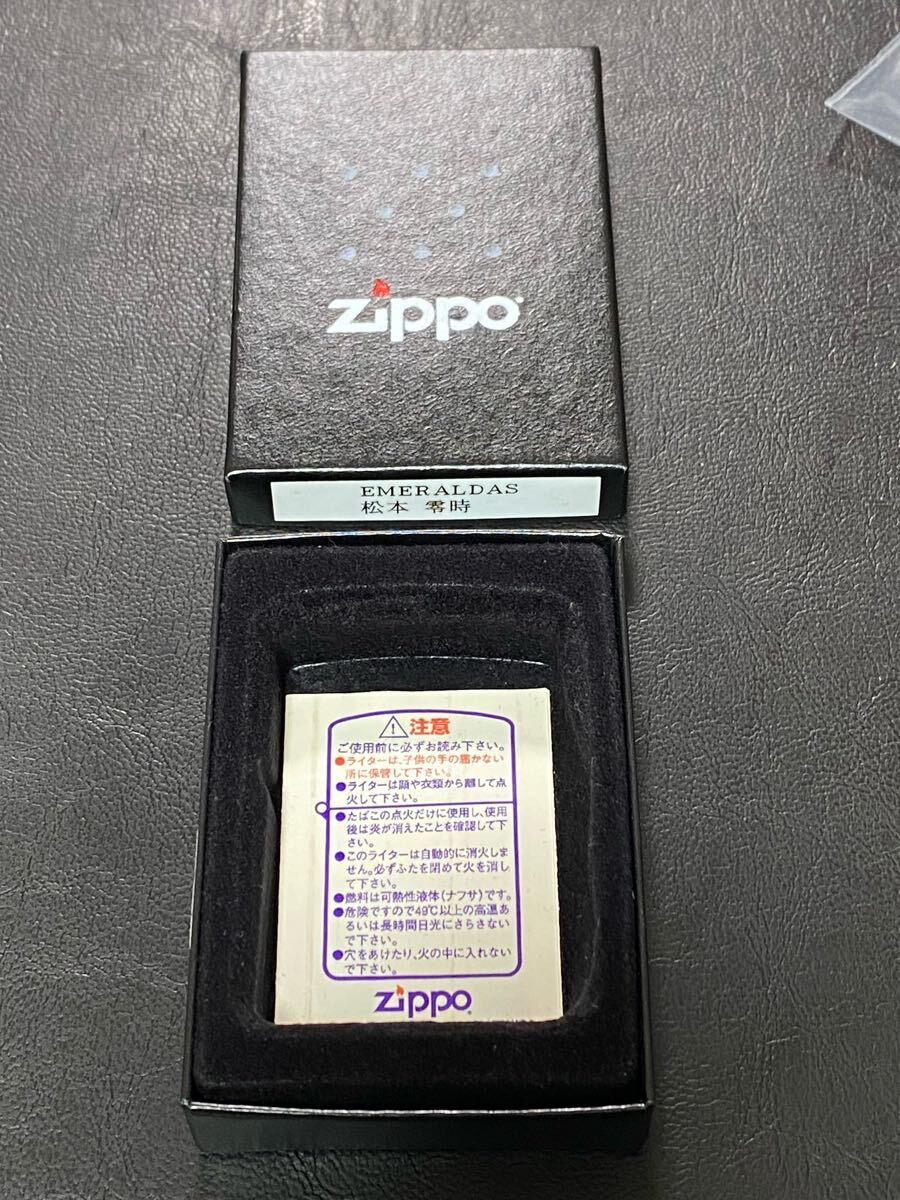 zippo
EMERALDAS
松本 零時
注意
ご使用前に必ずお読み下さい。
●ライターは、子供の手の届かない
所に保管して下さい。
●ライターは顔や衣類から離して点
火して下さい。
●たばこの点火だけに使用し、使用
後は炎が消えたことを確認して下
さい。
●このライターは自動的に消火しま
せん。必ずふたを閉めて火を消し
て下さい。
●燃料は可熱性液体(ナフサ)です。
●危険ですので49℃以上の高温あ
るいは長時間日光にさらさない
で下さい。
●穴をあけたり、火の中に入れない
で下さい。
zippo